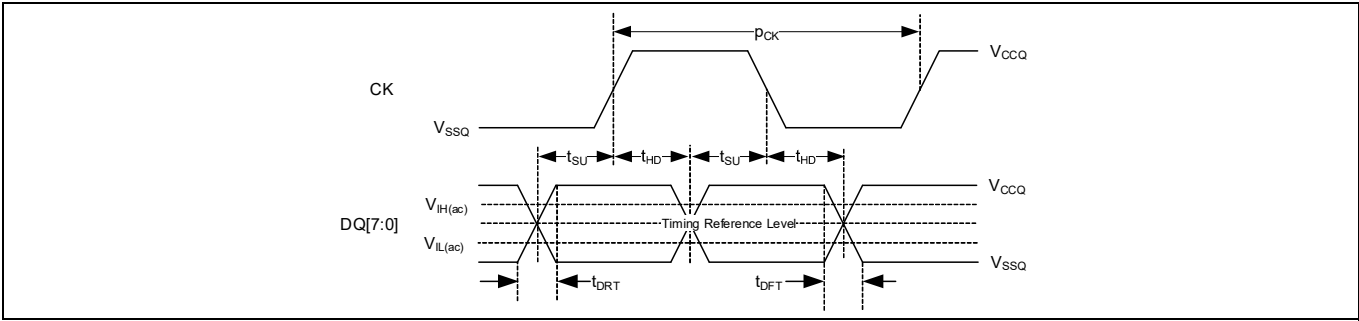 pCK
VCCQ
CK
VSSQ
tSU
tHD
tSU
tHD
VCCQ
VIH(ac)
DQ[7:0]
Timing Reference Level
VIL(ac)
VSSQ
tDRT
tDFT